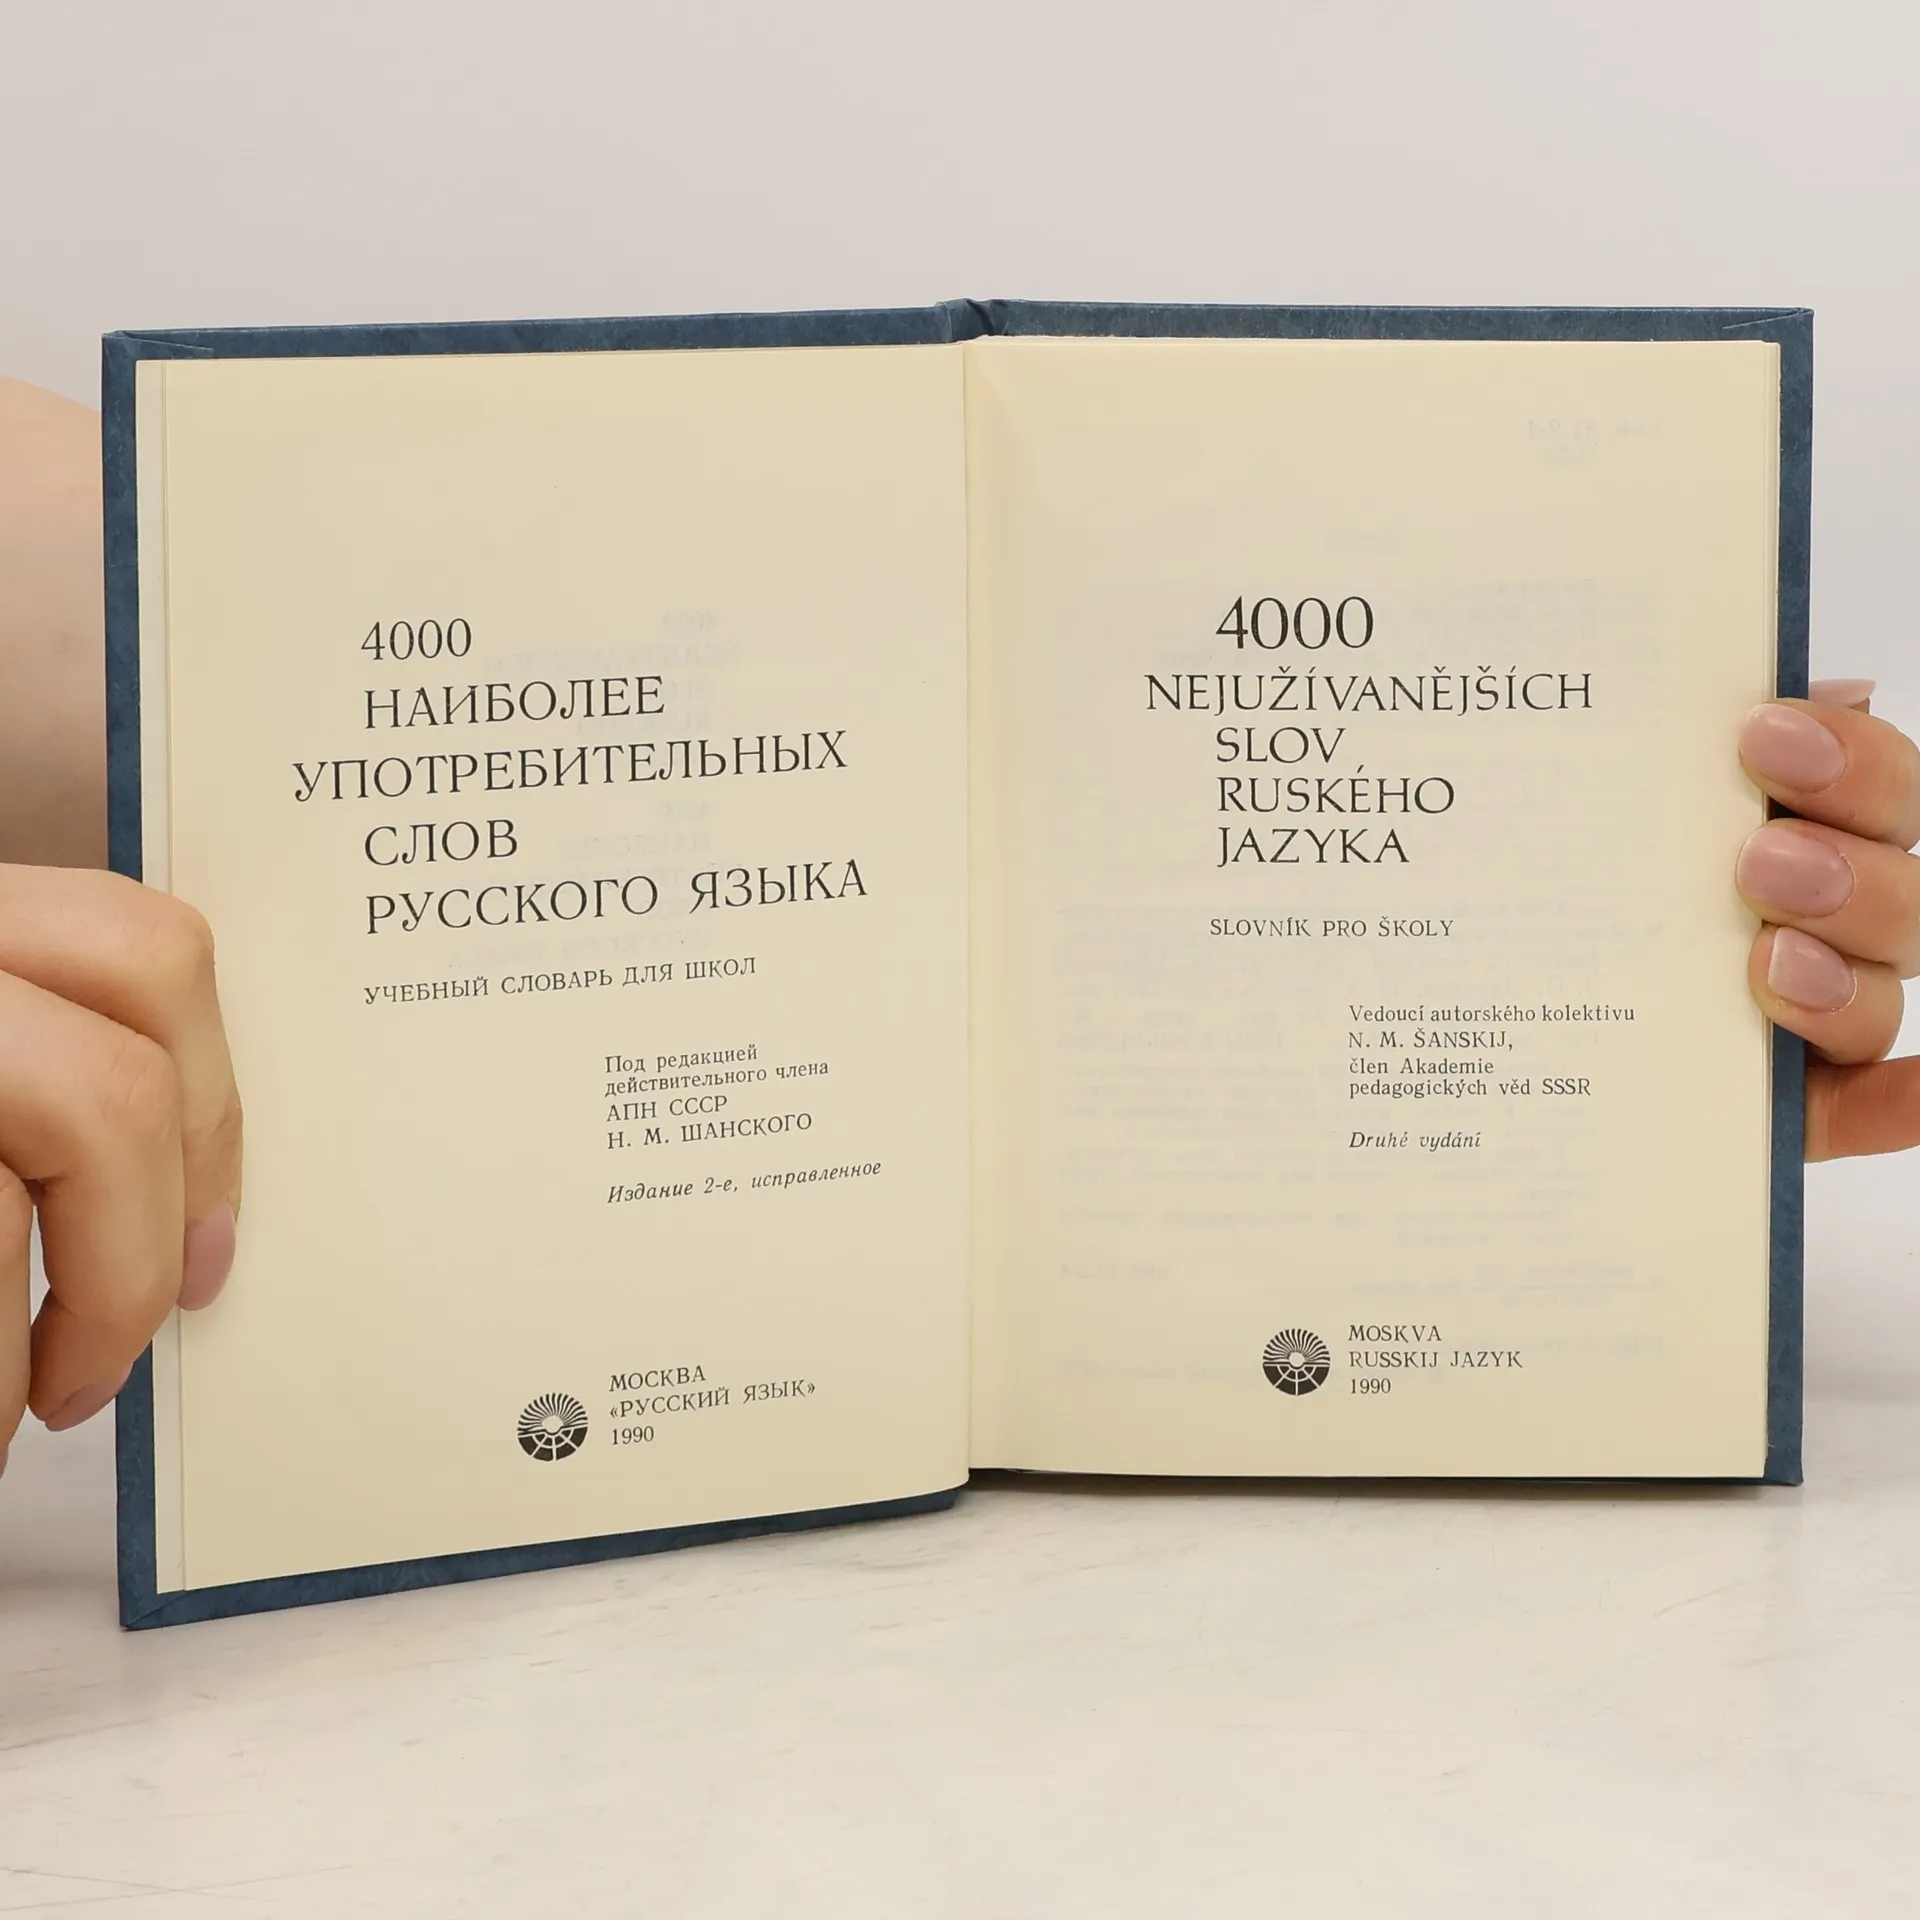 4000
НАИБОЛЕЕ
УПОТРЕБИТЕЛЬНЫХ
СЛОВ
РУССКОГО ЯЗЫКА
УЧЕБНЫЙ СЛОВАРЬ ДЛЯ ШКОЛ
Под редакцией
действительного члена
АПН СССР
Н. М. ШАНСКОГО
Издание 2-е, исправленное
МОСКВА
«РУССКИЙ ЯЗЫК»
1990
4000
NEJUŽÍVANĚJŠÍCH
SLOV
RUSKÉHO
JAZYKA
SLOVNÍK PRO ŠKOLY
Vedoucí autorského kolektivu
N. M. ŠANSKIJ,
člen Akademie
pedagogických věd SSSR
Druhé vydání
MOSKVA
RUSSKIJ JAZYK
1990